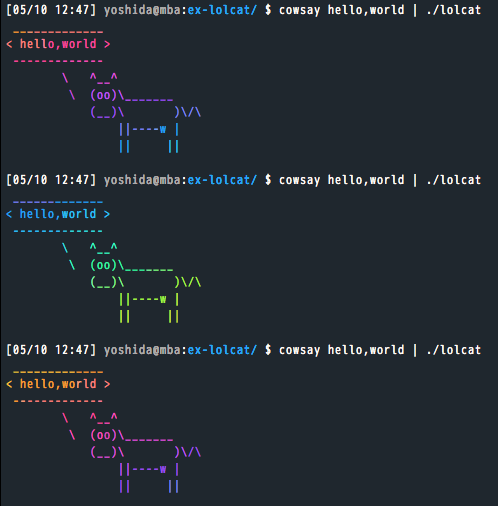 [05/10 12:47] yoshida@mba:ex-lolcat/ $ cowsay hello,world | ./lolcat
 _____________
< hello,world >
 -------------
        \   ^__^
         \  (oo)\_______
            (__)\       )\/\
                ||----w |
                ||     ||
[05/10 12:47] yoshida@mba:ex-lolcat/ $ cowsay hello,world | ./lolcat
 _____________
< hello,world >
 -------------
        \   ^__^
         \  (oo)\_______
            (__)\       )\/\
                ||----w |
                ||     ||
[05/10 12:47] yoshida@mba:ex-lolcat/ $ cowsay hello,world | ./lolcat
 _____________
< hello,world >
 -------------
        \   ^__^
         \  (oo)\_______
            (__)\       )\/\
                ||----w |
                ||     ||